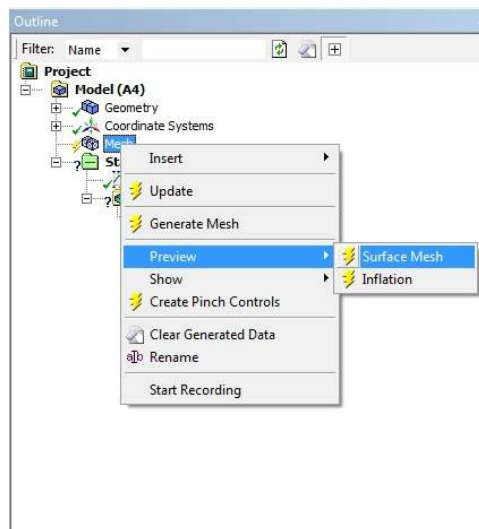 Outline
Filter: Name
Project
Model (A4)
Geometry
Coordinate Systems
Mesh
St
Insert
Update
Generate Mesh
Preview
Surface Mesh
Show
Inflation
Create Pinch Controls
Clear Generated Data
Rename
Start Recording